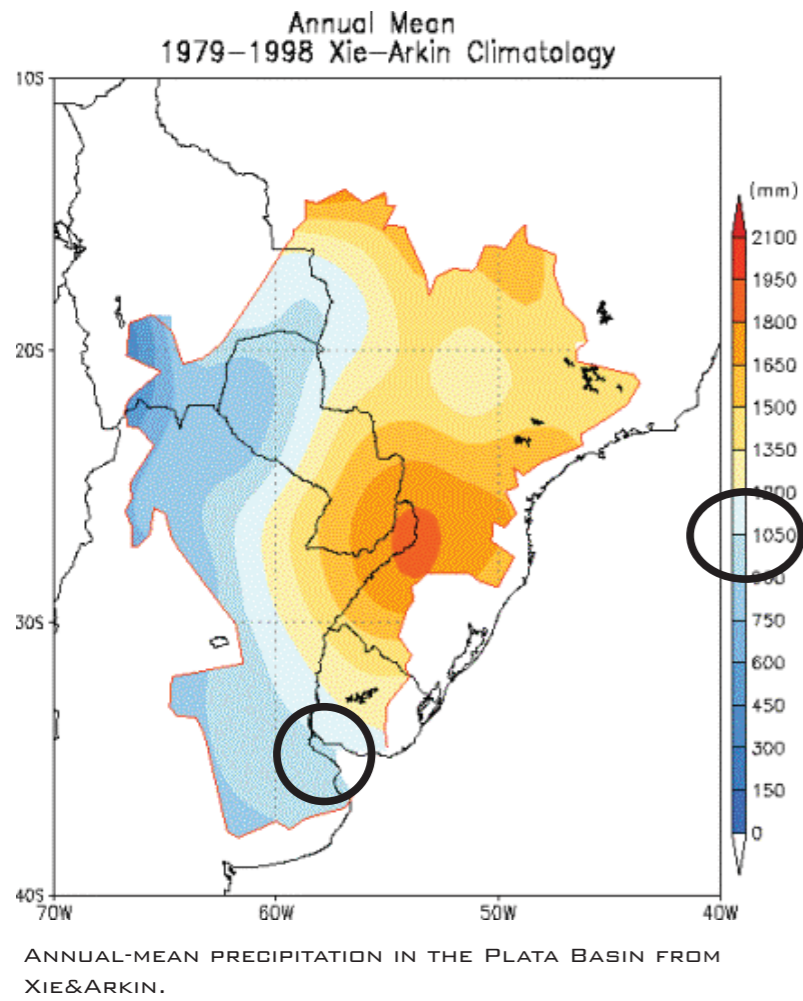 Annual Mean
1979-1998 Xie-Arkin Climatology
10S
20S
30S
40S
70W
60W
50W
40W
(mm)
2100
1950
1800
1650
1500
1350
1200
1050
900
750
600
450
300
150
0
ANNUAL-MEAN PRECIPITATION IN THE PLATA BASIN FROM
XIE&ARKIN.